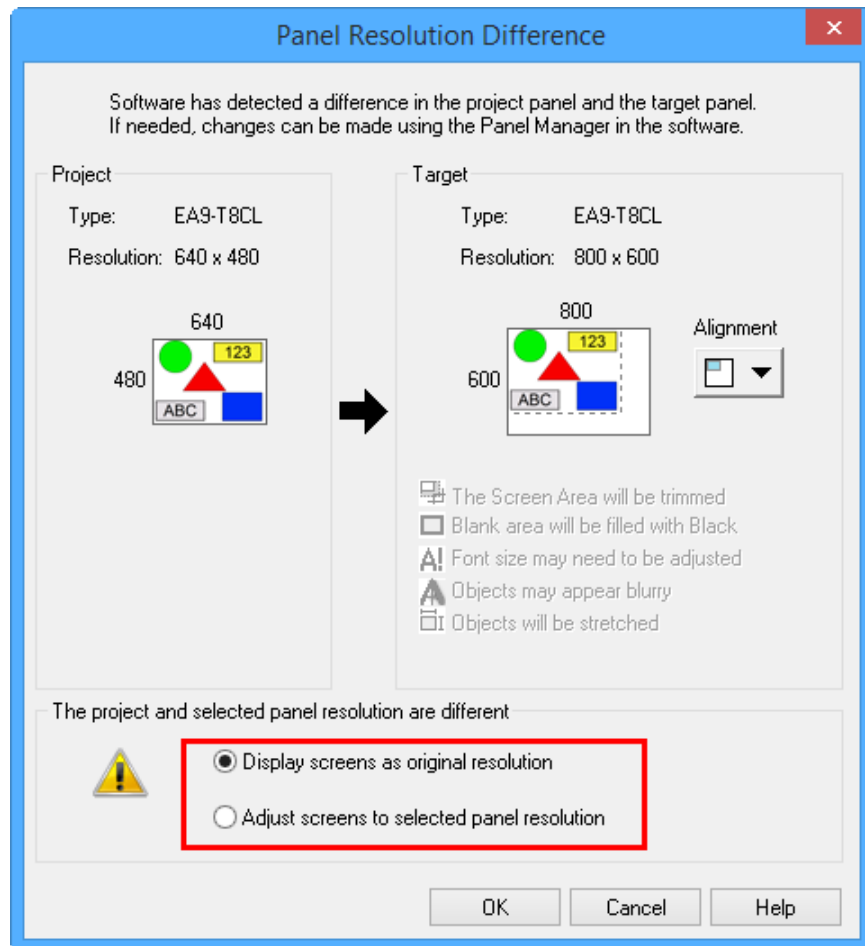 Panel Resolution Difference
Software has detected a difference in the project panel and the target panel.
If needed, changes can be made using the Panel Manager in the software.
Project
Type: EA9-T8CL
Resolution: 640 x 480
640
480
123
ABC
Target
Type: EA9-T8CL
Resolution: 800 x 600
800
600
123
ABC
Alignment
The Screen Area will be trimmed
Blank area will be filled with Black
A! Font size may need to be adjusted
A Objects may appear blurry
Objects will be stretched
The project and selected panel resolution are different
Display screens as original resolution
Adjust screens to selected panel resolution
OK Cancel Help